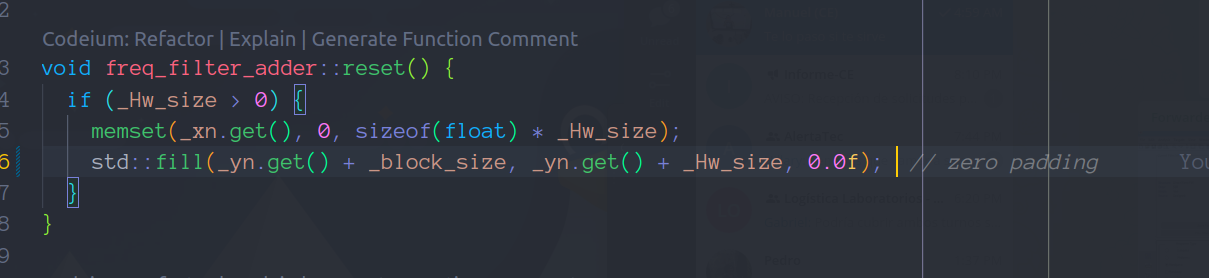 2
Codeium: Refactor | Explain | Generate Function Comment
3 void freq_filter_adder::reset() {
4 if (_Hw_size > 0) {
5 memset(_xn.get(), 0, sizeof(float) * _Hw_size);
6 std::fill(_yn.get() + _block_size, _yn.get() + _Hw_size, 0.0f); // zero padding You
7 }
8 }
9